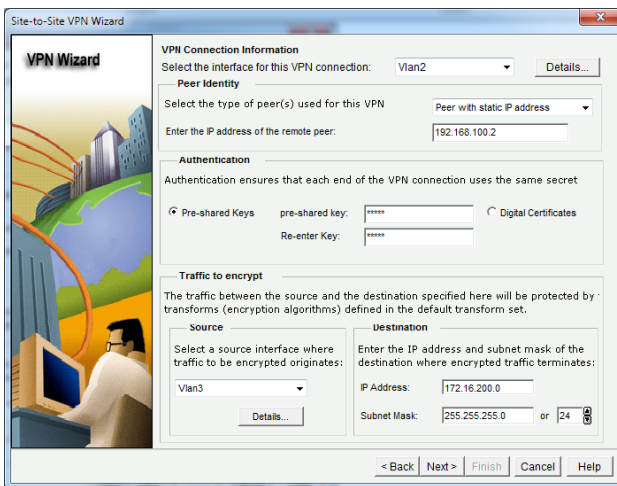 Site-to-Site VPN Wizard
VPN Wizard
VPN Connection Information
Select the interface for this VPN connection: Vlan2 Details...
Peer Identity
Select the type of peer(s) used for this VPN Peer with static IP address
Enter the IP address of the remote peer: 192.168.100.2
Authentication
Authentication ensures that each end of the VPN connection uses the same secret
Pre-shared Keys pre-shared key: ***** Digital Certificates
Re-enter Key: *****
Traffic to encrypt
The traffic between the source and the destination specified here will be protected by
transforms (encryption algorithms) defined in the default transform set.
Source
Select a source interface where
traffic to be encrypted originates:
Vlan3
Details...
Destination
Enter the IP address and subnet mask of the
destination where encrypted traffic terminates:
IP Address: 172.16.200.0
Subnet Mask: 255.255.255.0 or 24
< Back Next > Finish Cancel Help